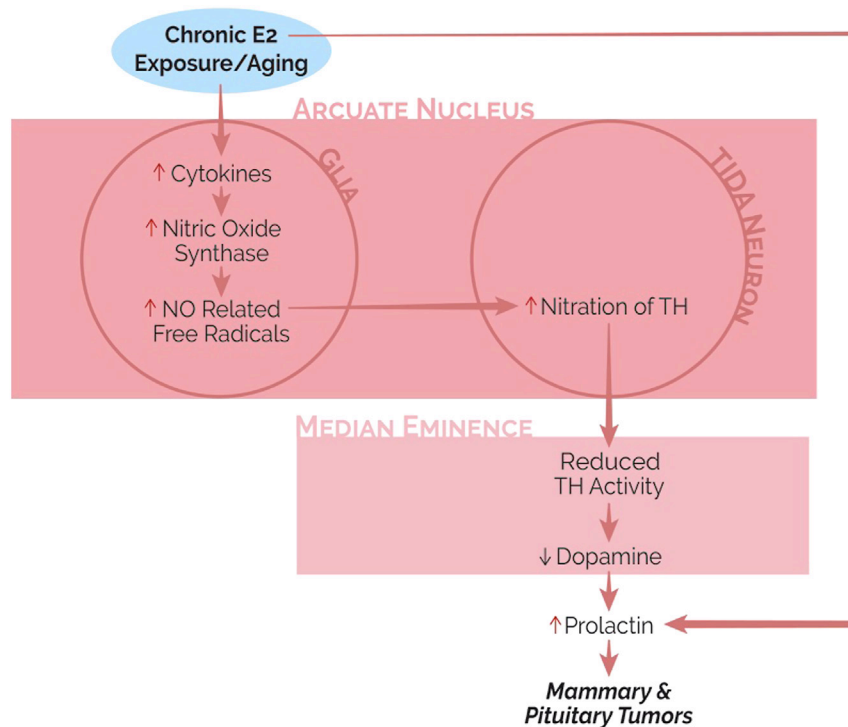 Chronic E2
Exposure/Aging
ARCUATE NUCLEUS
GLIA
↑ Cytokines
↑ Nitric Oxide
Synthase
↑ NO Related
Free Radicals
TIDA NEURON
↑ Nitration of TH
MEDIAN EMINENCE
Reduced
TH Activity
↓ Dopamine
↑ Prolactin
Mammary &
Pituitary Tumors